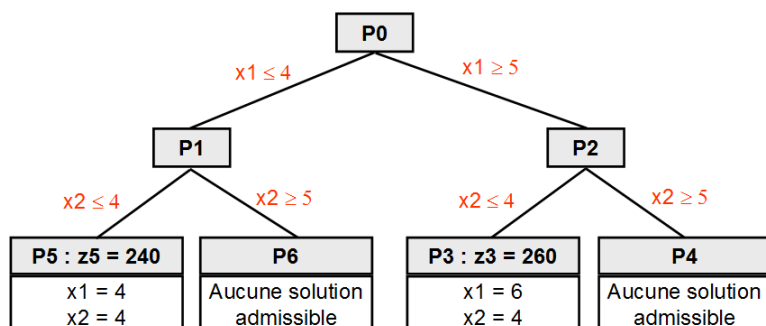 P0
x1 ≤ 4
x1 ≥ 5
P1
P2
x2 ≤ 4
x2 ≥ 5
x2 ≤ 4
x2 ≥ 5
P5 : z5 = 240
P6
P3 : z3 = 260
P4
x1 = 4
x2 = 4
Aucune solution
admissible
x1 = 6
x2 = 4
Aucune solution
admissible